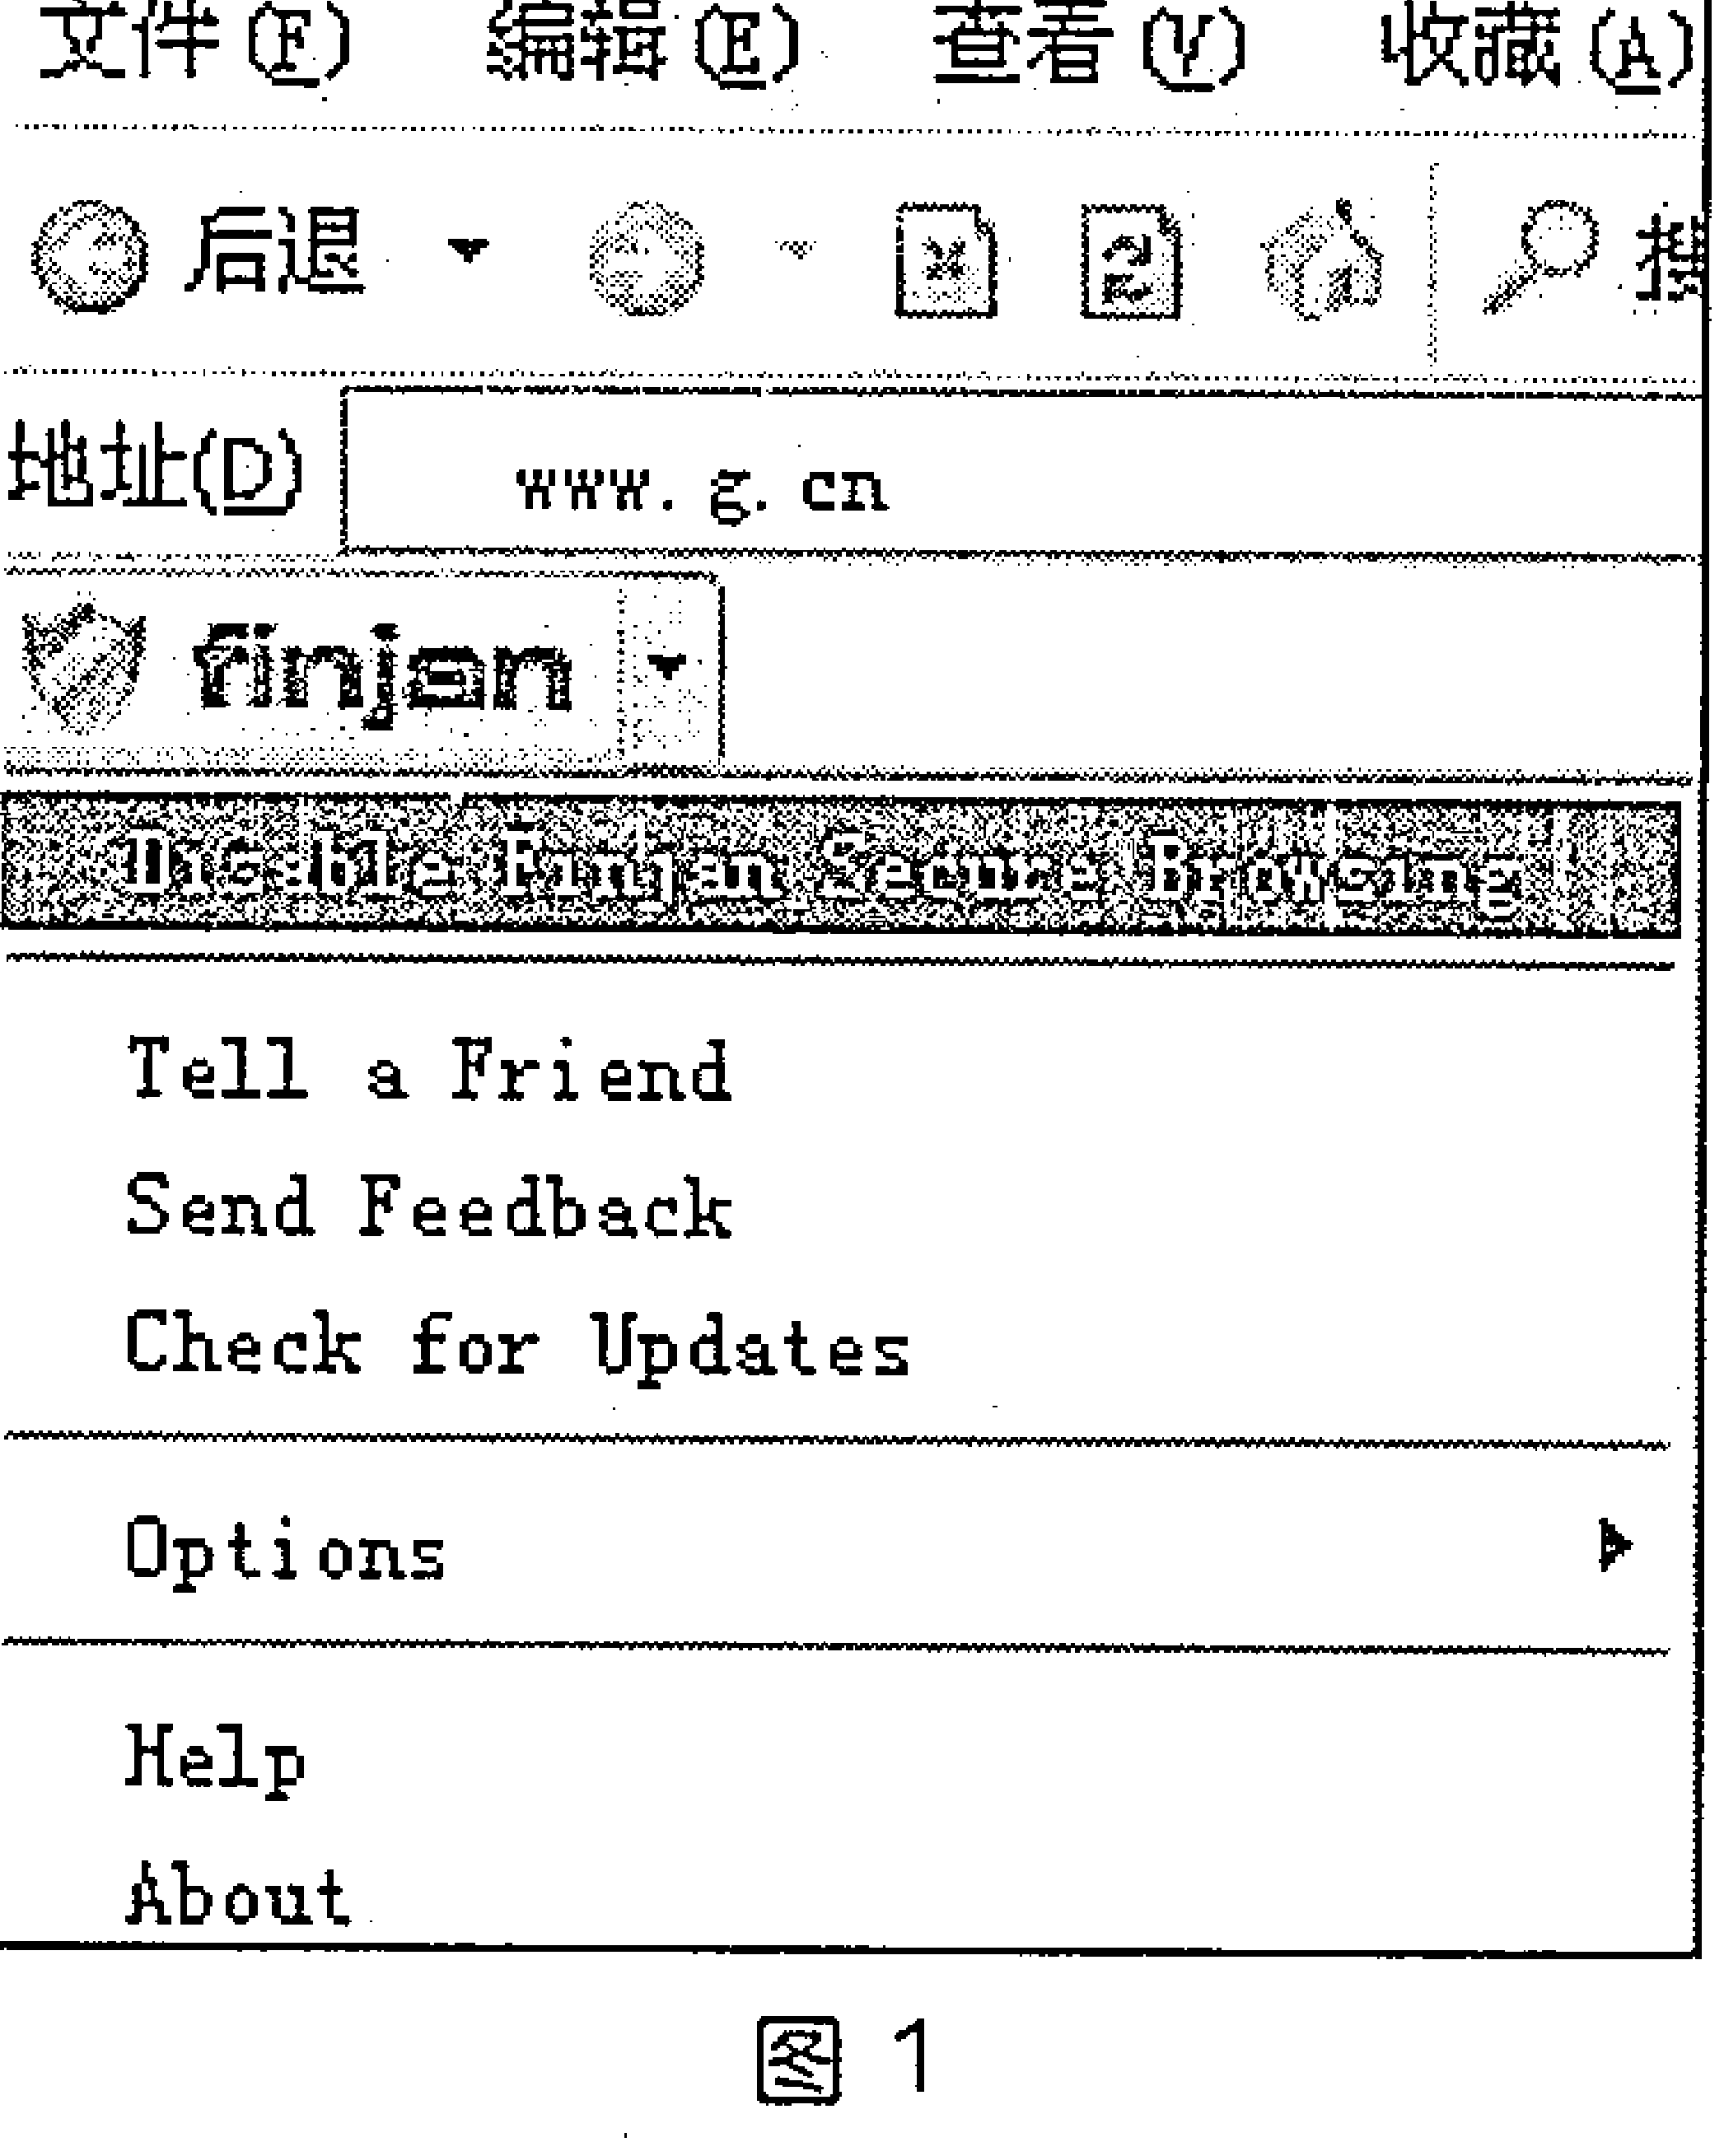 文件(F) 编辑(E) 查看(V) 收藏(A)
后退
地址(D) www.g.cn
finjan
Disable Finjan Secure Browsing
Tell a Friend
Send Feedback
Check for Updates
Options
Help
About
图 1